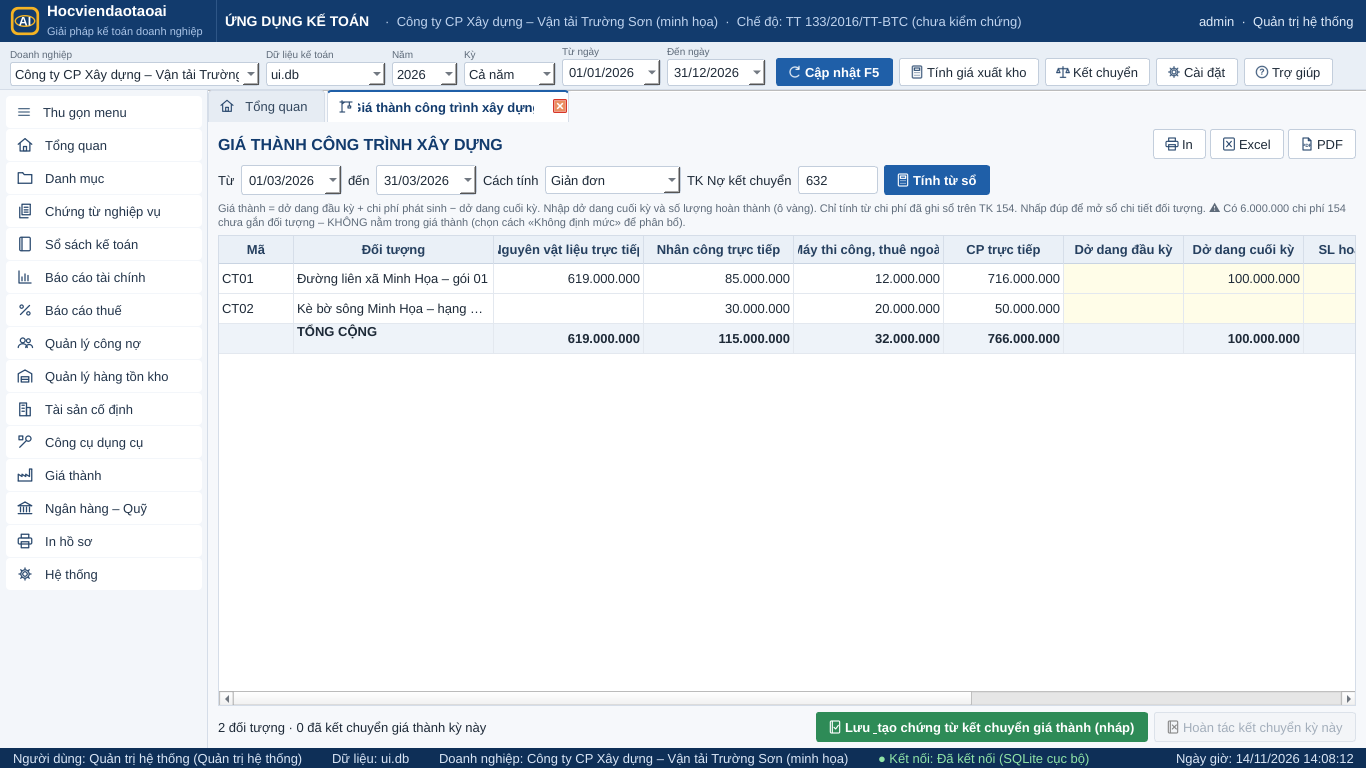 Hocviendaotaoai
Giải pháp kế toán doanh nghiệp
ỨNG DỤNG KẾ TOÁN · Công ty CP Xây dựng – Vận tải Trường Sơn (minh họa) · Chế độ: TT 133/2016/TT-BTC (chưa kiểm chứng)
admin · Quản trị hệ thống
Doanh nghiệp Dữ liệu kế toán Năm Kỳ Từ ngày Đến ngày
Công ty CP Xây dựng – Vận tải Trường ui.db 2026 Cả năm 01/01/2026 31/12/2026 Cập nhật F5 Tính giá xuất kho Kết chuyển Cài đặt Trợ giúp
Thu gọn menu
Tổng quan
Danh mục
Chứng từ nghiệp vụ
Sổ sách kế toán
Báo cáo tài chính
Báo cáo thuế
Quản lý công nợ
Quản lý hàng tồn kho
Tài sản cố định
Công cụ dụng cụ
Giá thành
Ngân hàng – Quỹ
In hồ sơ
Hệ thống
Tổng quan Giá thành công trình xây dựng
GIÁ THÀNH CÔNG TRÌNH XÂY DỰNG
In Excel PDF
Từ 01/03/2026 đến 31/03/2026 Cách tính Giản đơn TK Nợ kết chuyển 632 Tính từ sổ
Giá thành = dở dang đầu kỳ + chi phí phát sinh − dở dang cuối kỳ. Nhập dở dang cuối kỳ và số lượng hoàn thành (ô vàng). Chỉ tính từ chi phí đã ghi sổ trên TK 154. Nhấp đúp để mở sổ chi tiết đối tượng. ⚠ Có 6.000.000 chi phí 154
chưa gắn đối tượng – KHÔNG nằm trong giá thành (chọn cách «Không định mức» để phân bổ).
Mã Đối tượng Nguyên vật liệu trực tiếp Nhân công trực tiếp Máy thi công, thuê ngoà CP trực tiếp Dở dang đầu kỳ Dở dang cuối kỳ SL hoà
CT01 Đường liên xã Minh Họa – gói 01 619.000.000 85.000.000 12.000.000 716.000.000 100.000.000
CT02 Kè bờ sông Minh Họa – hạng ... 30.000.000 20.000.000 50.000.000
TỔNG CỘNG 619.000.000 115.000.000 32.000.000 766.000.000 100.000.000
2 đối tượng · 0 đã kết chuyển giá thành kỳ này
Lưu _tạo chứng từ kết chuyển giá thành (nháp) Hoàn tác kết chuyển kỳ này
Người dùng: Quản trị hệ thống (Quản trị hệ thống) Dữ liệu: ui.db Doanh nghiệp: Công ty CP Xây dựng – Vận tải Trường Sơn (minh họa) ● Kết nối: Đã kết nối (SQLite cục bộ) Ngày giờ: 14/11/2026 14:08:12